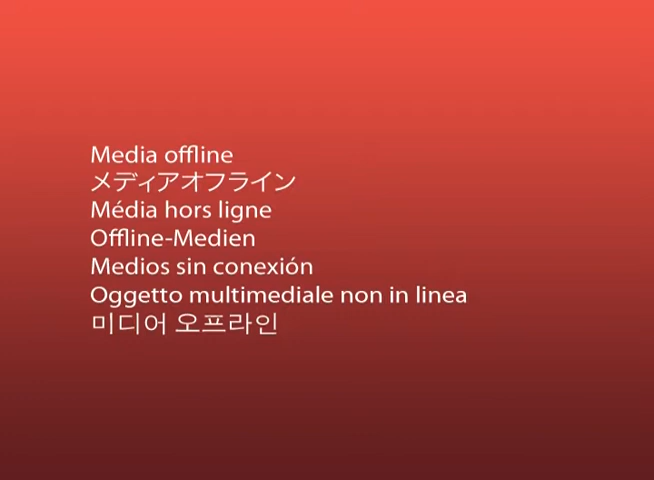 Media offline
メディアオフライン
Média hors ligne
Offline-Medien
Medios sin conexión
Oggetto multimediale non in linea
미디어 오프라인